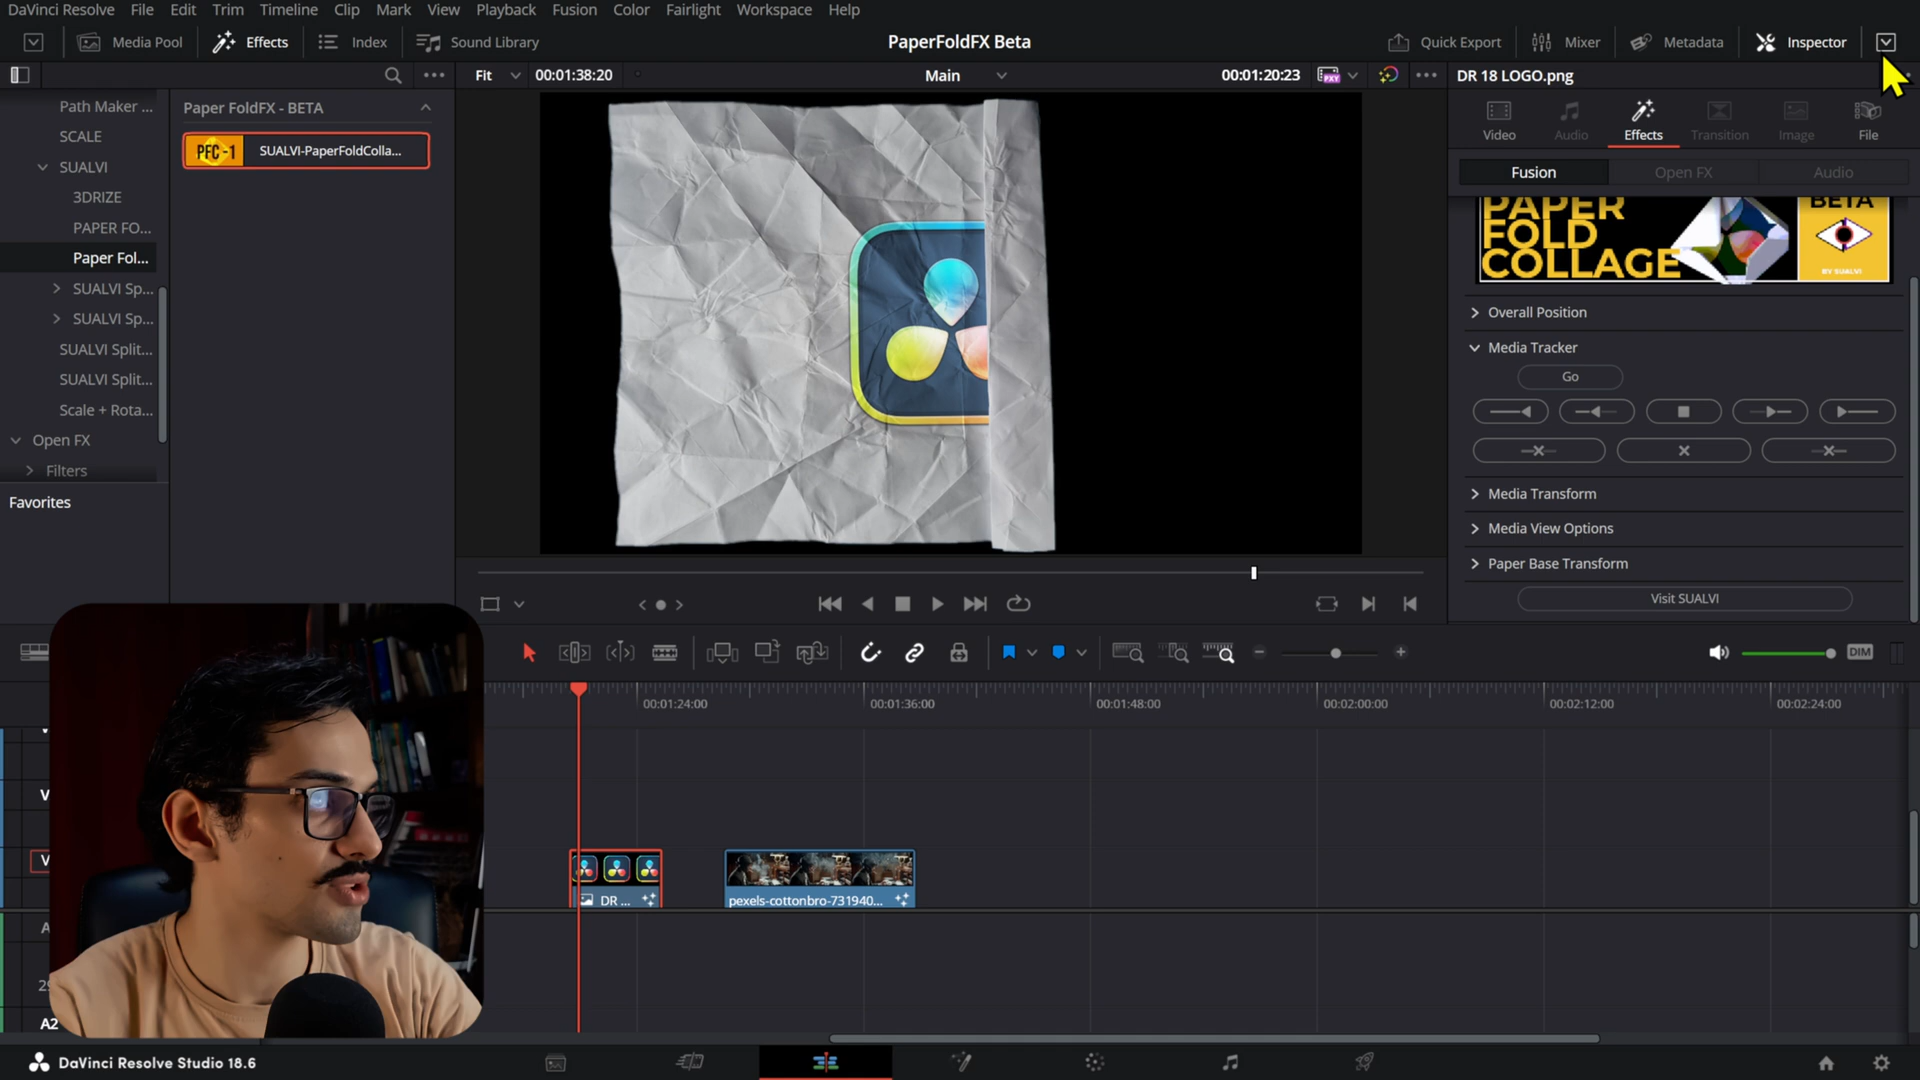 DaVinci Resolve File Edit Trim Timeline Clip Mark View Playback Fusion Color Fairlight Workspace Help
Media Pool Effects Index Sound Library PaperFoldFX Beta Quick Export Mixer Metadata Inspector
Fit 00:01:38:20 Main 00:01:20:23 DR 18 LOGO.png
Path Maker ...
SCALE
SUALVI
3DRIZE
PAPER FO...
Paper Fol...
SUALVI Sp...
SUALVI Sp...
SUALVI Split...
SUALVI Split...
Scale + Rota...
Open FX
Filters
Favorites
Paper FoldFX - BETA
PFC -1 SUALVI-PaperFoldColla...
Video Audio Effects Transition Image File
Fusion Open FX Audio
PAPER
FOLD
COLLAGE
BETA
BY SUALVI
Overall Position
Media Tracker
Go
Media Transform
Media View Options
Paper Base Transform
Visit SUALVI
DIM
00:01:24:00 00:01:36:00 00:01:48:00 00:02:00:00 00:02:12:00 00:02:24:00
V
V
DR ... pexels-cottonbro-731940...
A
A2
DaVinci Resolve Studio 18.6